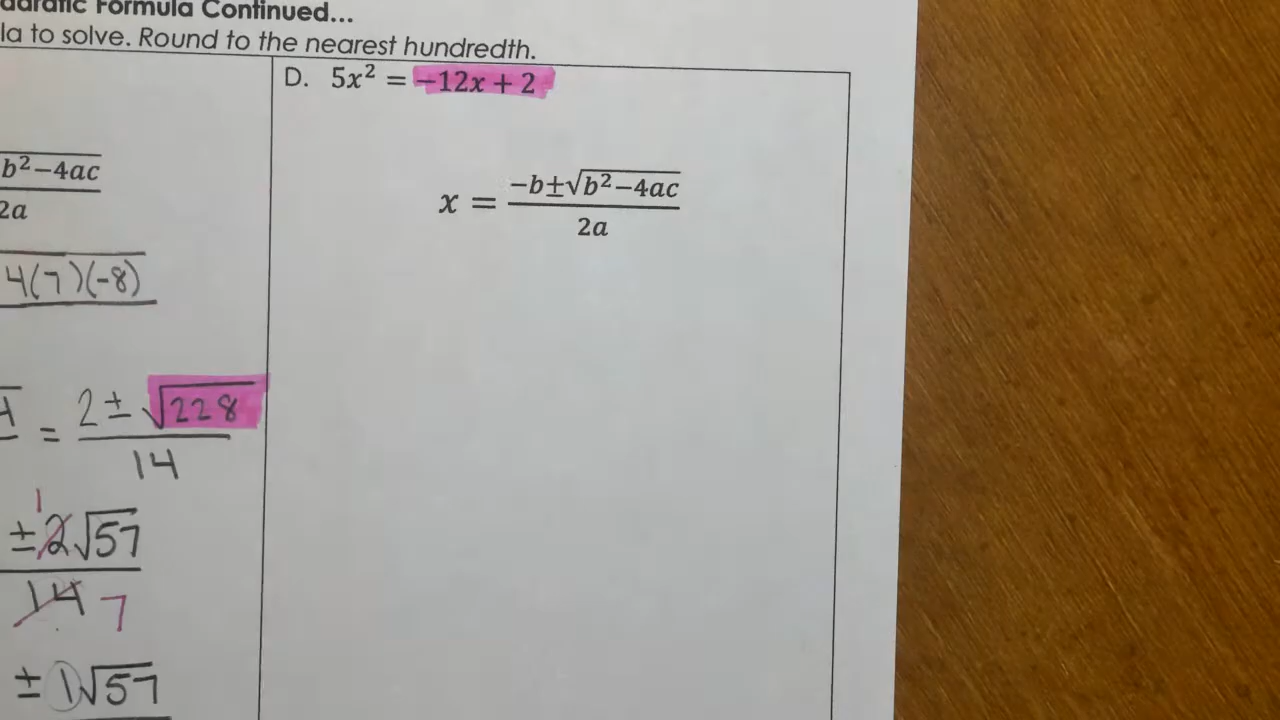 adratic Formula Continued...
la to solve. Round to the nearest hundredth.
D. 5x² = −12x + 2
b²−4ac
2a
x = −b±√b²−4ac
2a
4(7)(-8)
4 = 2 ± √228
14
1
± 2√57
14 7
± 1√57